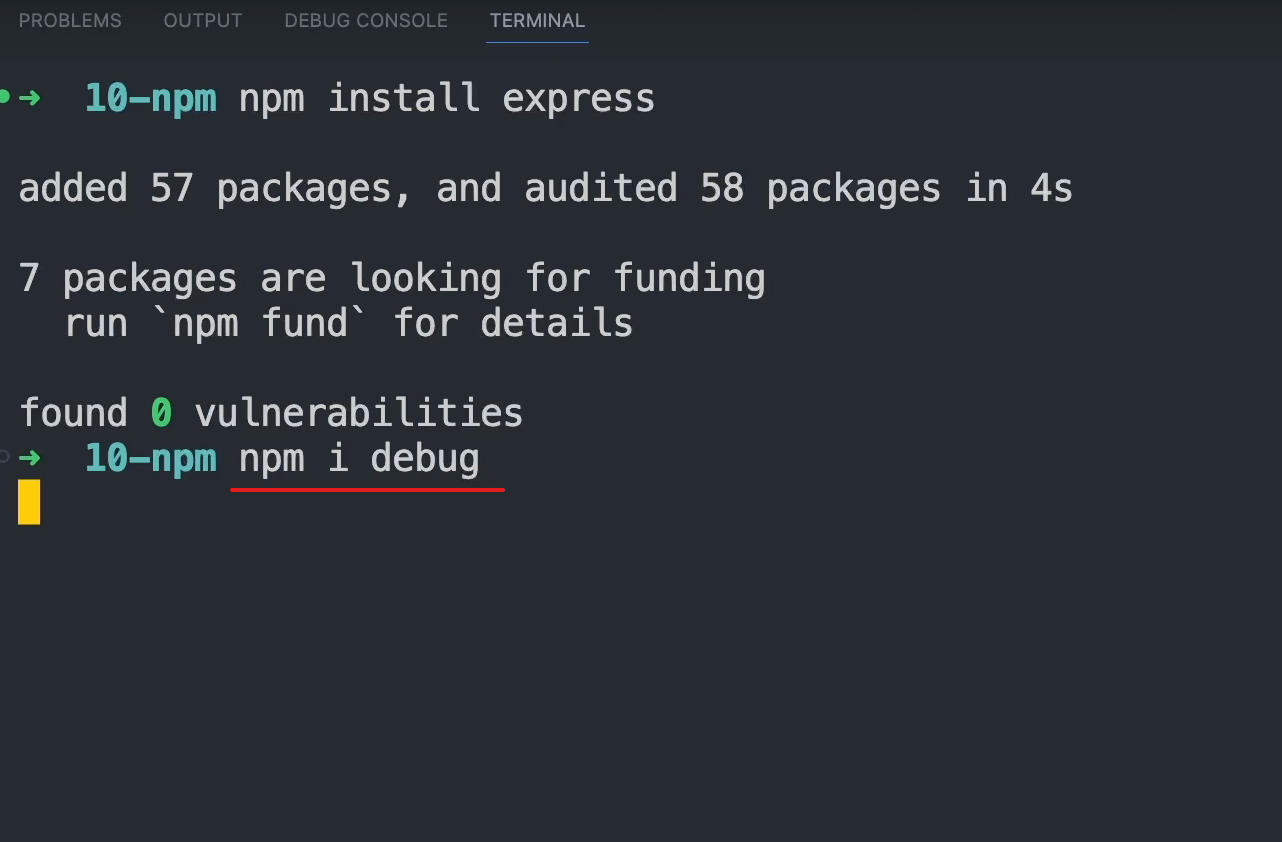 PROBLEMS OUTPUT DEBUG CONSOLE TERMINAL
➜ 10-npm npm install express
added 57 packages, and audited 58 packages in 4s
7 packages are looking for funding
run `npm fund` for details
found 0 vulnerabilities
➜ 10-npm npm i debug